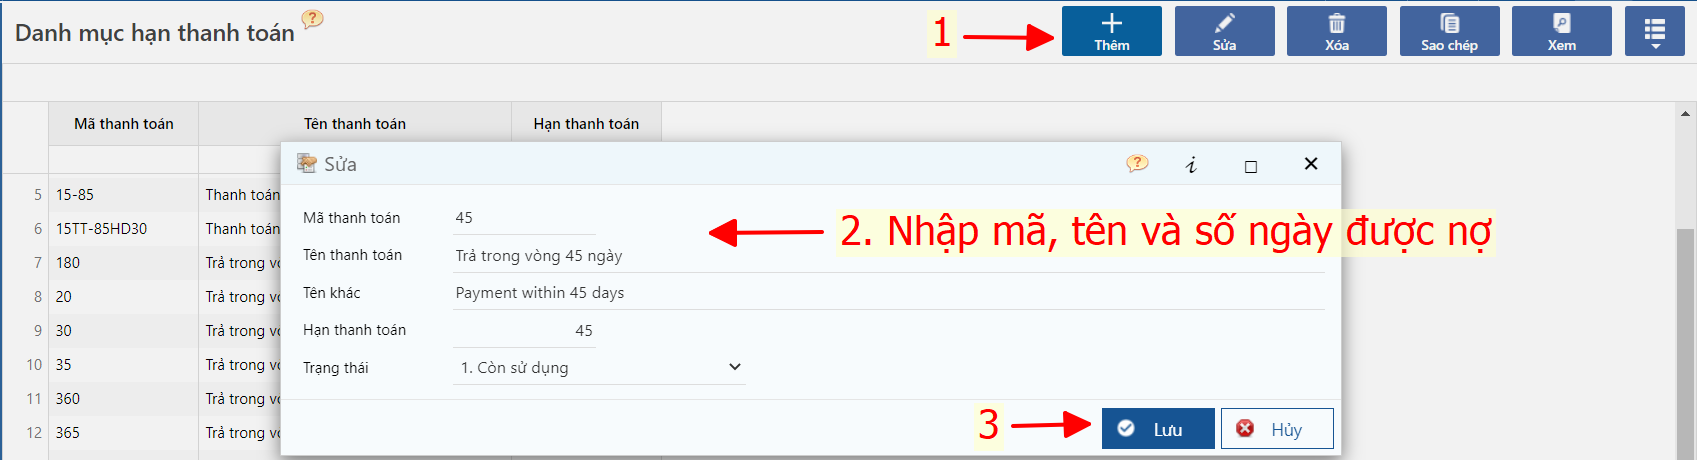 Danh mục hạn thanh toán
1
Thêm
Sửa
Xóa
Sao chép
Xem
Mã thanh toán
Tên thanh toán
Hạn thanh toán
5 15-85 Thanh toán
6 15TT-85HD30 Thanh toán
7 180 Trả trong
8 20 Trả trong
9 30 Trả trong
10 35 Trả trong
11 360 Trả trong
12 365 Trả trong
Sửa
Mã thanh toán 45
Tên thanh toán Trả trong vòng 45 ngày
Tên khác Payment within 45 days
Hạn thanh toán 45
Trạng thái 1. Còn sử dụng
2. Nhập mã, tên và số ngày được nợ
3
Lưu
Hủy